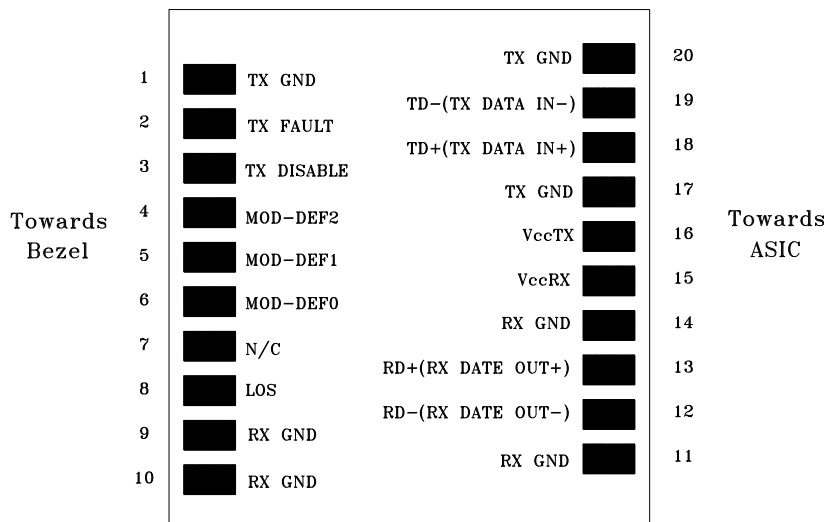 1 TX GND
2 TX FAULT
3 TX DISABLE
4 MOD-DEF2
5 MOD-DEF1
6 MOD-DEF0
7 N/C
8 LOS
9 RX GND
10 RX GND
Towards
Bezel
TX GND 20
TD-(TX DATA IN-) 19
TD+(TX DATA IN+) 18
TX GND 17
VccTX 16
VccRX 15
RX GND 14
RD+(RX DATE OUT+) 13
RD-(RX DATE OUT-) 12
RX GND 11
Towards
ASIC